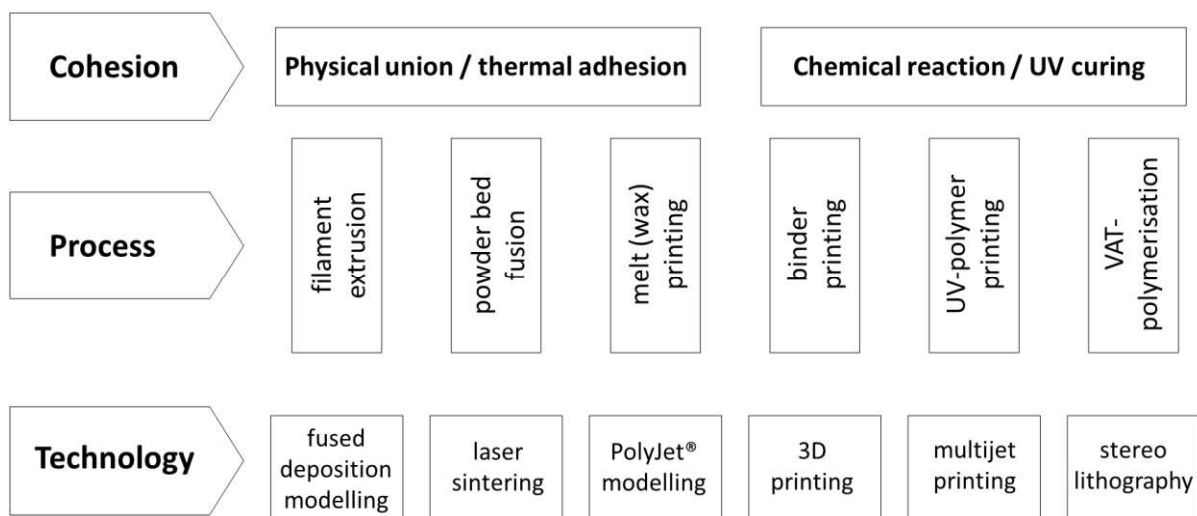 Cohesion
Physical union / thermal adhesion
Chemical reaction / UV curing
Process
filament
extrusion
powder bed
fusion
melt (wax)
printing
binder
printing
UV-polymer
printing
VAT-
polymerisation
Technology
fused
deposition
modelling
laser
sintering
PolyJet®
modelling
3D
printing
multijet
printing
stereo
lithography